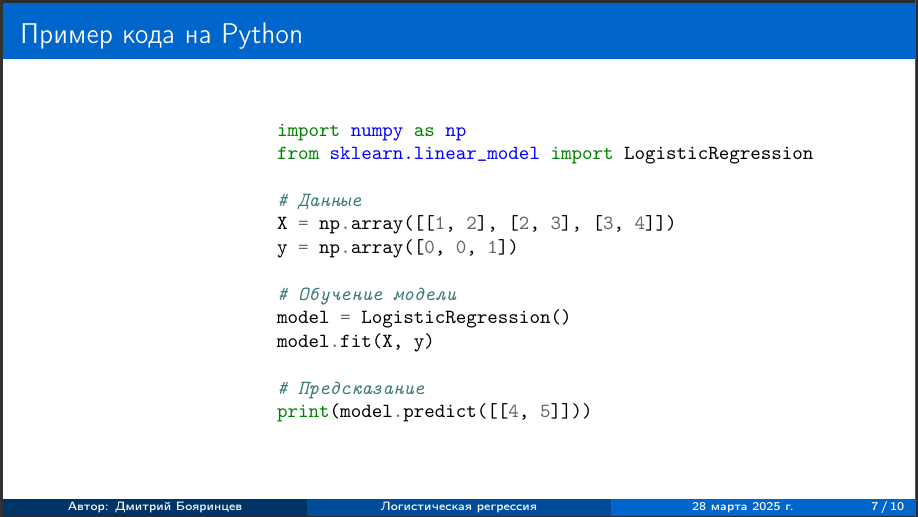 Пример кода на Python
import numpy as np
from sklearn.linear_model import LogisticRegression
# Данные
X = np.array([[1, 2], [2, 3], [3, 4]])
y = np.array([0, 0, 1])
# Обучение модели
model = LogisticRegression()
model.fit(X, y)
# Предсказание
print(model.predict([[4, 5]]))
Автор: Дмитрий Бояринцев Логистическая регрессия 28 марта 2025 г. 7 / 10